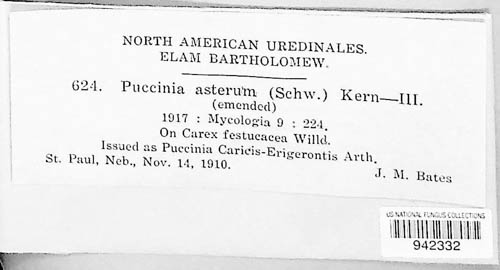 NORTH AMERICAN UREDINALES.
ELAM BARTHOLOMEW.
624. Puccinia asterum (Schw.) Kern—III.
(emended)
1917 : Mycologia 9 : 224.
On Carex festucacea Willd.
Issued as Puccinia Caricis-Erigerontis Arth.
St. Paul, Neb., Nov. 14, 1910.
J. M. Bates
US NATIONAL FUNGUS COLLECTIONS
942332